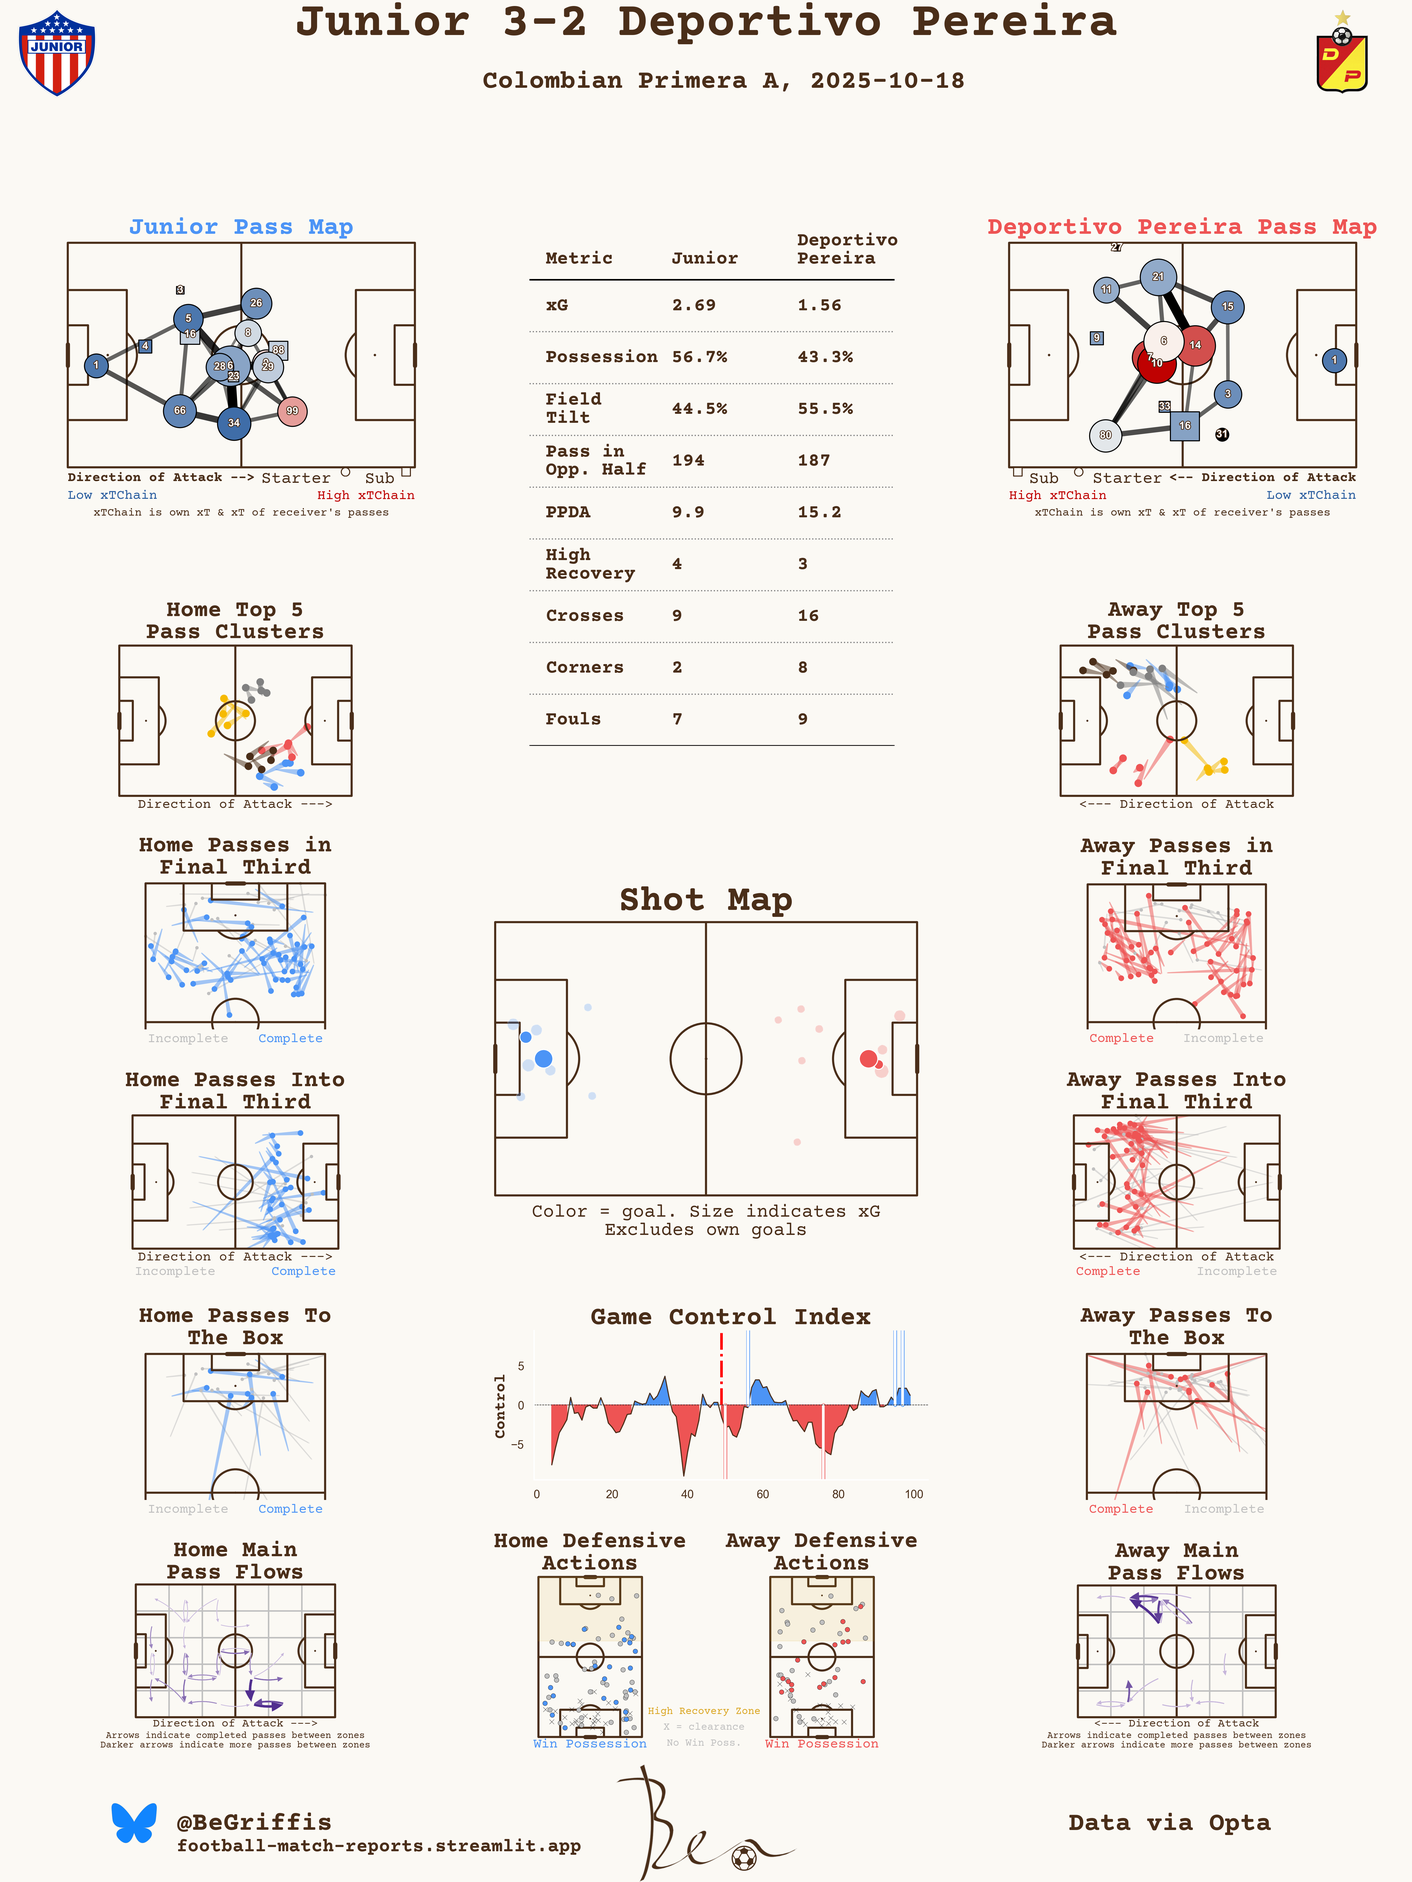 Junior 3-2 Deportivo Pereira
Colombian Primera A, 2025-10-18
JUNIOR
DP
Junior Pass Map
3
26
5
16
8
4
88
1
28
6
23
29
66
34
99
Direction of Attack --> Starter Sub
Low xTChain High xTChain
xTChain is own xT & xT of receiver's passes
Metric Junior Deportivo
Pereira
xG 2.69 1.56
Possession 56.7% 43.3%
Field
Tilt 44.5% 55.5%
Pass in
Opp. Half 194 187
PPDA 9.9 15.2
High
Recovery 4 3
Crosses 9 16
Corners 2 8
Fouls 7 9
Deportivo Pereira Pass Map
27
21
11
15
9
6
14
7
10
1
3
33
16
80
31
Sub Starter <-- Direction of Attack
High xTChain Low xTChain
xTChain is own xT & xT of receiver's passes
Home Top 5
Pass Clusters
Direction of Attack --->
Away Top 5
Pass Clusters
<--- Direction of Attack
Home Passes in
Final Third
Incomplete Complete
Away Passes in
Final Third
Complete Incomplete
Shot Map
Color = goal. Size indicates xG
Excludes own goals
Home Passes Into
Final Third
Direction of Attack --->
Incomplete Complete
Away Passes Into
Final Third
<--- Direction of Attack
Complete Incomplete
Home Passes To
The Box
Incomplete Complete
Game Control Index
Control
5
0
−5
0 20 40 60 80 100
Away Passes To
The Box
Complete Incomplete
Home Main
Pass Flows
Direction of Attack --->
Arrows indicate completed passes between zones
Darker arrows indicate more passes between zones
Home Defensive
Actions
Win Possession
High Recovery Zone
X = clearance
No Win Poss.
Away Defensive
Actions
Win Possession
Away Main
Pass Flows
<--- Direction of Attack
Arrows indicate completed passes between zones
Darker arrows indicate more passes between zones
@BeGriffis
football-match-reports.streamlit.app
Ben
Data via Opta